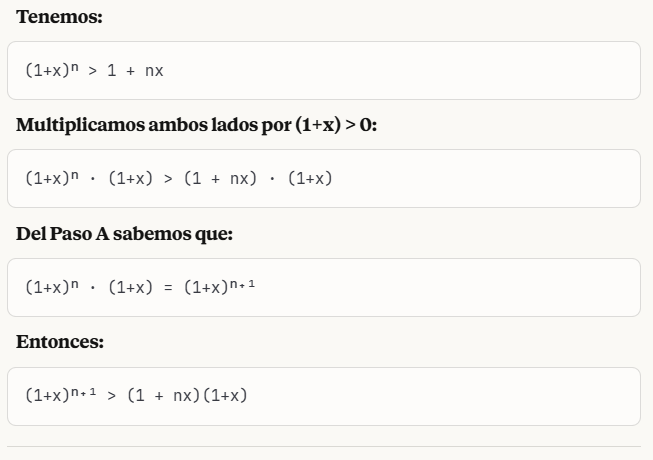 Tenemos:
(1+x)ⁿ > 1 + nx
Multiplicamos ambos lados por (1+x) > 0:
(1+x)ⁿ · (1+x) > (1 + nx) · (1+x)
Del Paso A sabemos que:
(1+x)ⁿ · (1+x) = (1+x)ⁿ⁺¹
Entonces:
(1+x)ⁿ⁺¹ > (1 + nx)(1+x)